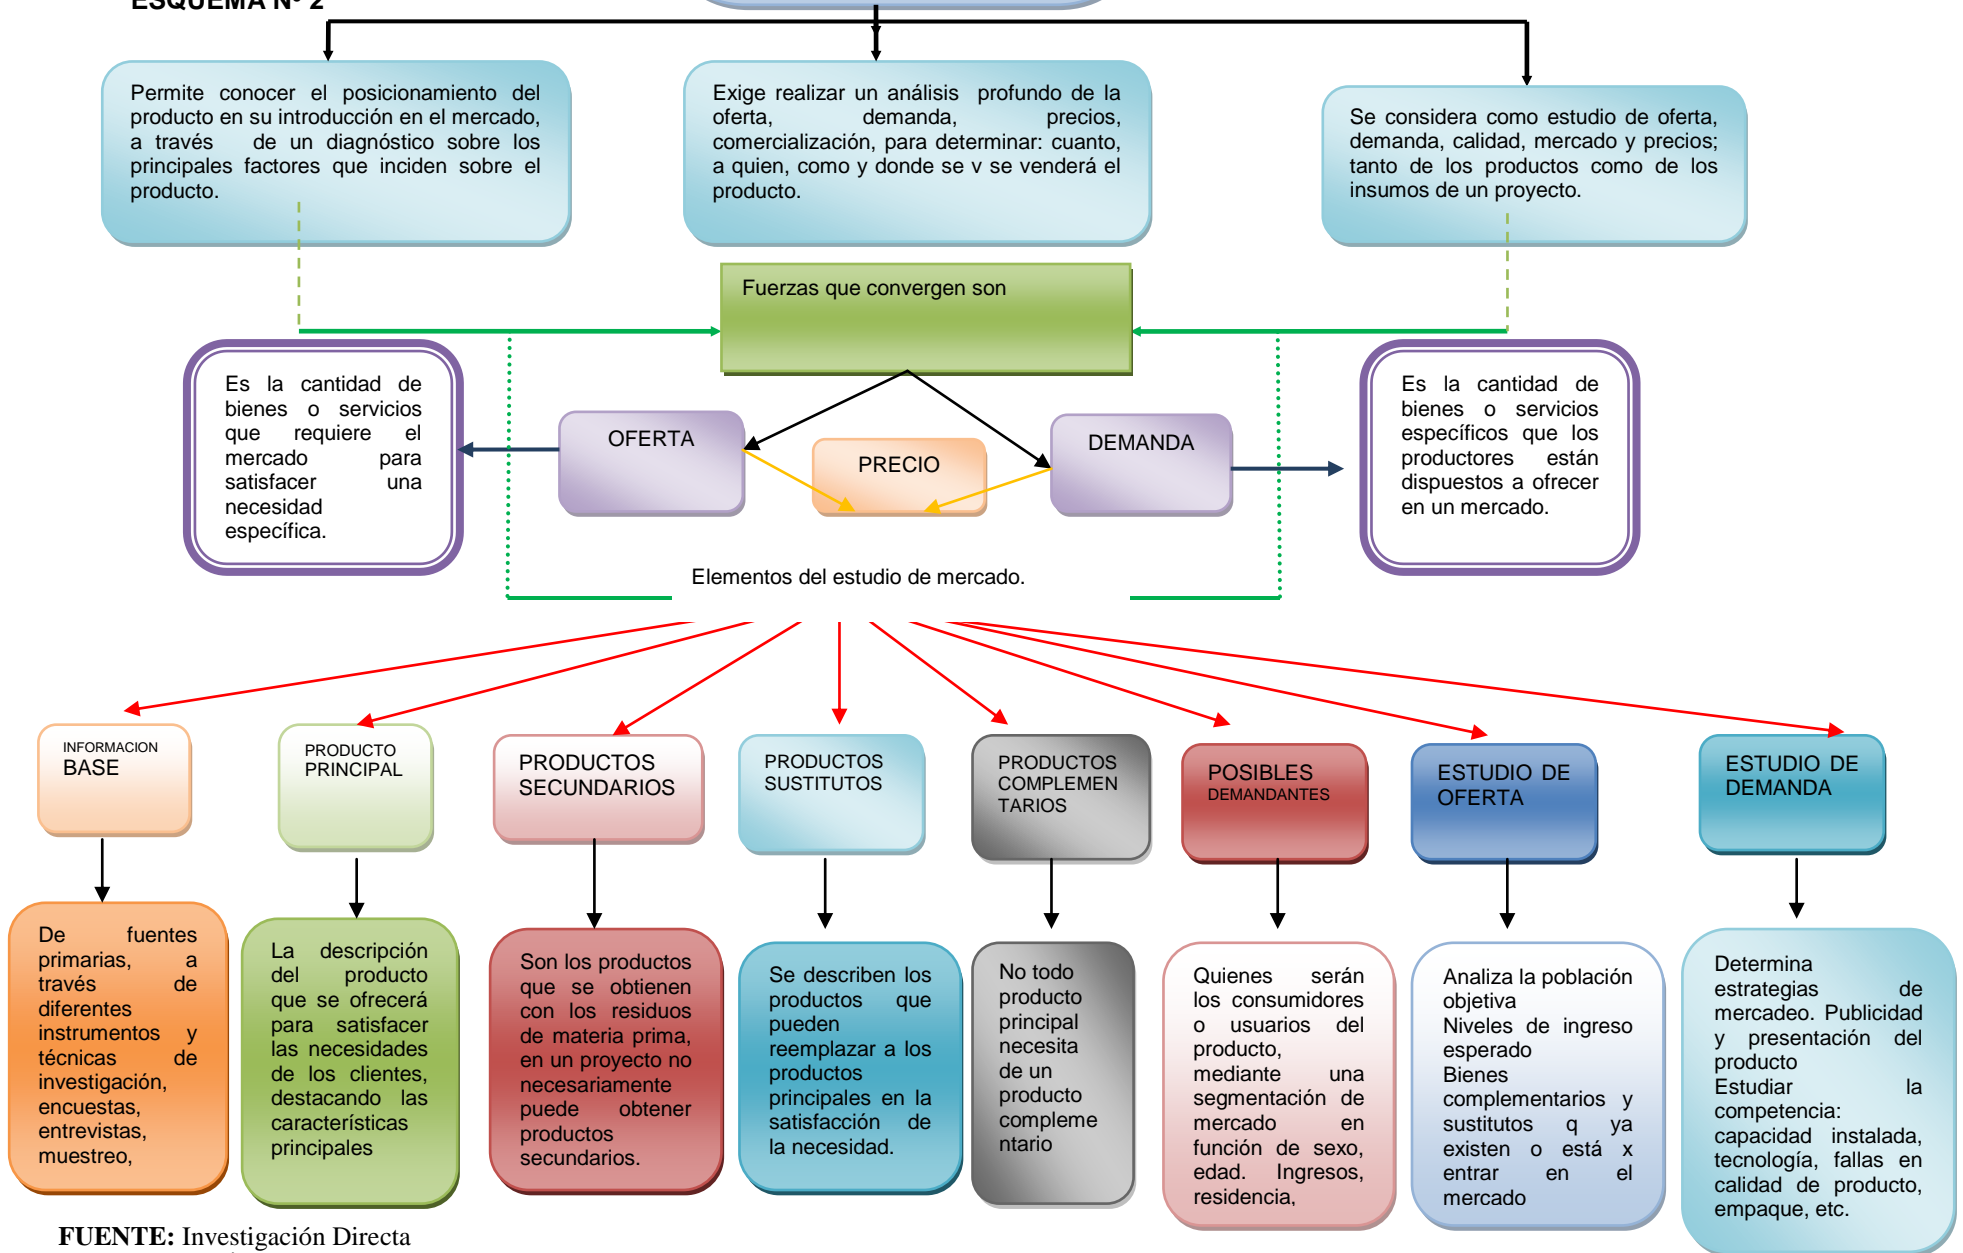 ESQUEMA Nº 2
Permite conocer el posicionamiento del
producto en su introducción en el mercado,
a través de un diagnóstico sobre los
principales factores que inciden sobre el
producto.
Exige realizar un análisis profundo de la
oferta, demanda, precios,
comercialización, para determinar: cuanto,
a quien, como y donde se v se venderá el
producto.
Se considera como estudio de oferta,
demanda, calidad, mercado y precios;
tanto de los productos como de los
insumos de un proyecto.
Fuerzas que convergen son
Es la cantidad de
bienes o servicios
que requiere el
mercado para
satisfacer una
necesidad
específica.
OFERTA
PRECIO
DEMANDA
Es la cantidad de
bienes o servicios
específicos que los
productores están
dispuestos a ofrecer
en un mercado.
Elementos del estudio de mercado.
INFORMACION
BASE
PRODUCTO
PRINCIPAL
PRODUCTOS
SECUNDARIOS
PRODUCTOS
SUSTITUTOS
PRODUCTOS
COMPLEMEN
TARIOS
POSIBLES
DEMANDANTES
ESTUDIO DE
OFERTA
ESTUDIO DE
DEMANDA
De fuentes
primarias, a
través de
diferentes
instrumentos y
técnicas de
investigación,
encuestas,
entrevistas,
muestreo,
La descripción
del producto
que se ofrecerá
para satisfacer
las necesidades
de los clientes,
destacando las
características
principales
Son los productos
que se obtienen
con los residuos
de materia prima,
en un proyecto no
necesariamente
puede obtener
productos
secundarios.
Se describen los
productos que
pueden
reemplazar a los
productos
principales en la
satisfacción de
la necesidad.
No todo
producto
principal
necesita
de un
producto
compleme
ntario
Quienes serán
los consumidores
o usuarios del
producto,
mediante una
segmentación de
mercado en
función de sexo,
edad. Ingresos,
residencia,
Analiza la población
objetiva
Niveles de ingreso
esperado
Bienes
complementarios y
sustitutos q ya
existen o está x
entrar en el
mercado
Determina
estrategias de
mercadeo. Publicidad
y presentación del
producto
Estudiar la
competencia:
capacidad instalada,
tecnología, fallas en
calidad de producto,
empaque, etc.
FUENTE: Investigación Directa